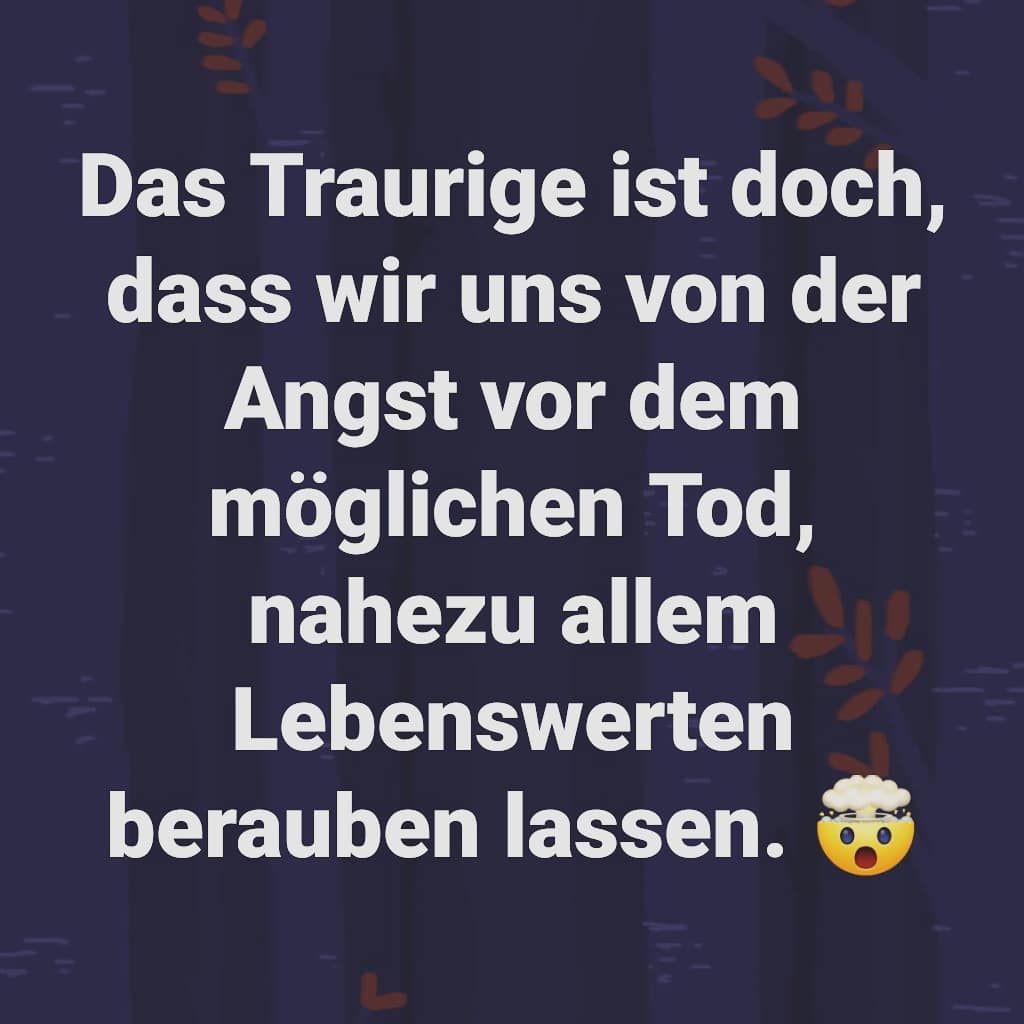 Das Traurige ist doch,
dass wir uns von der
Angst vor dem
möglichen Tod,
nahezu allem
Lebenswerten
berauben lassen. 🤯